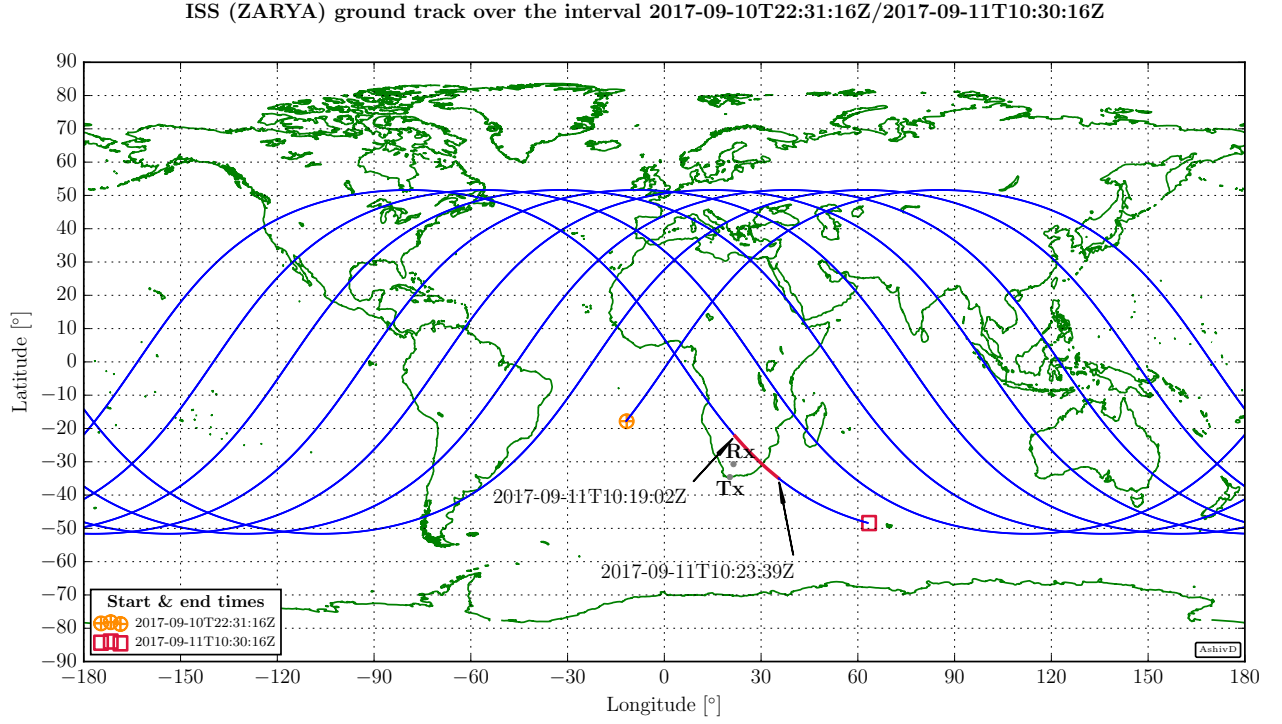 ISS (ZARYA) ground track over the interval 2017-09-10T22:31:16Z/2017-09-11T10:30:16Z
90
80
70
60
50
40
30
20
10
0
−10
−20
−30
−40
−50
−60
−70
−80
−90
Latitude [°]
Rx
Tx
2017-09-11T10:19:02Z
2017-09-11T10:23:39Z
Start & end times
2017-09-10T22:31:16Z
2017-09-11T10:30:16Z
AshivD
−180 −150 −120 −90 −60 −30 0 30 60 90 120 150 180
Longitude [°]